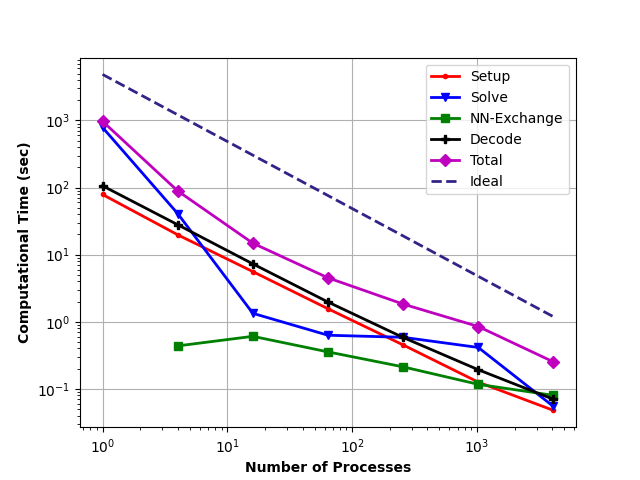 Computational Time (sec)
10³
10²
10¹
10⁰
10⁻¹
Setup
Solve
NN-Exchange
Decode
Total
Ideal
10⁰ 10¹ 10² 10³
Number of Processes